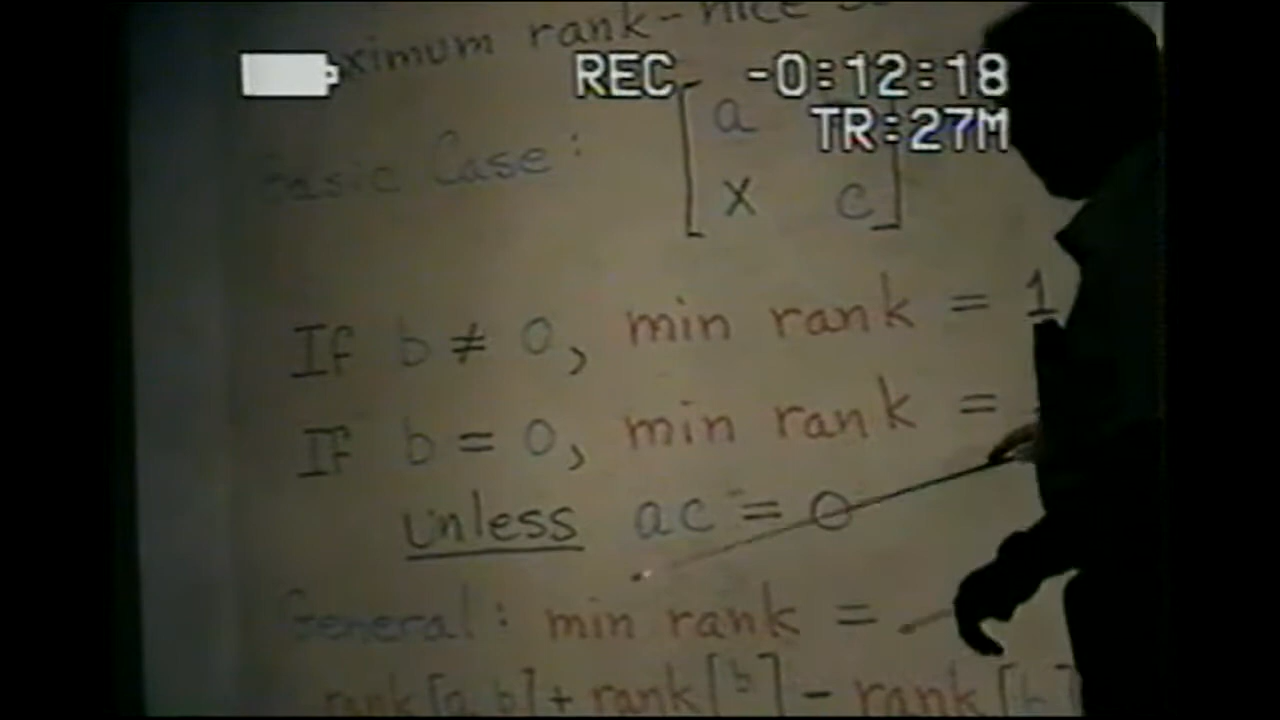 ximum rank-nice
REC -0:12:18
TR:27M
Basic Case: [a
x c]
If b ≠ 0, min rank = 1
If b = 0, min rank =
unless ac = 0
General: min rank =
rank[a b] + rank[b] - rank[b]